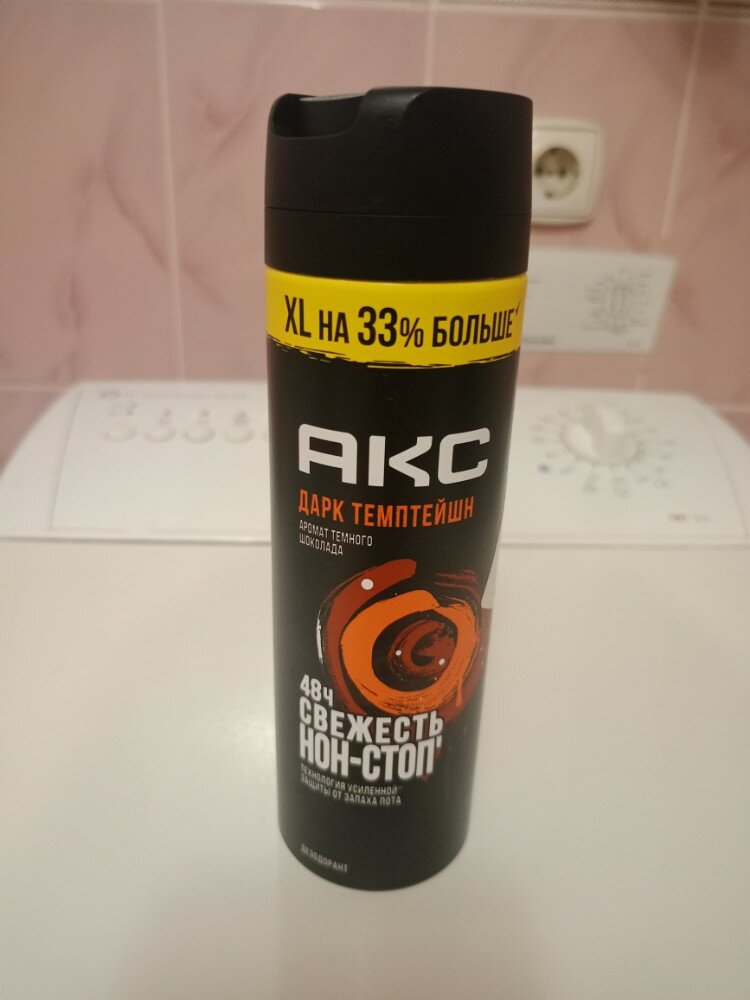 XL НА 33% БОЛЬШЕ
АКС
ДАРК ТЕМПТЕЙШН
АРОМАТ ТЕМНОГО
ШОКОЛАДА
48Ч
СВЕЖЕСТЬ
НОН-СТОП
ТЕХНОЛОГИЯ УСИЛЕННОЙ
ЗАЩИТЫ ОТ ЗАПАХА ПОТА
ДЕЗОДОРАНТ